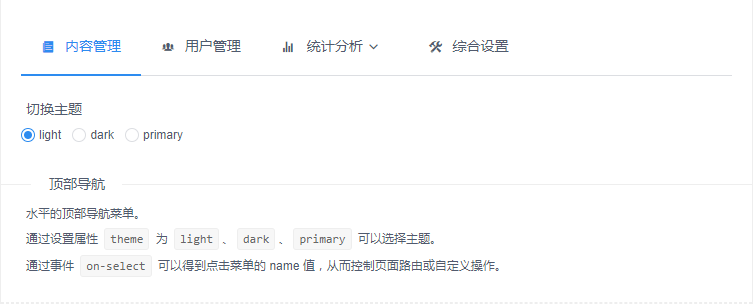 内容管理 用户管理 统计分析 综合设置
切换主题
light dark primary
顶部导航
水平的顶部导航菜单。
通过设置属性 theme 为 light 、 dark 、 primary 可以选择主题。
通过事件 on-select 可以得到点击菜单的 name 值，从而控制页面路由或自定义操作。